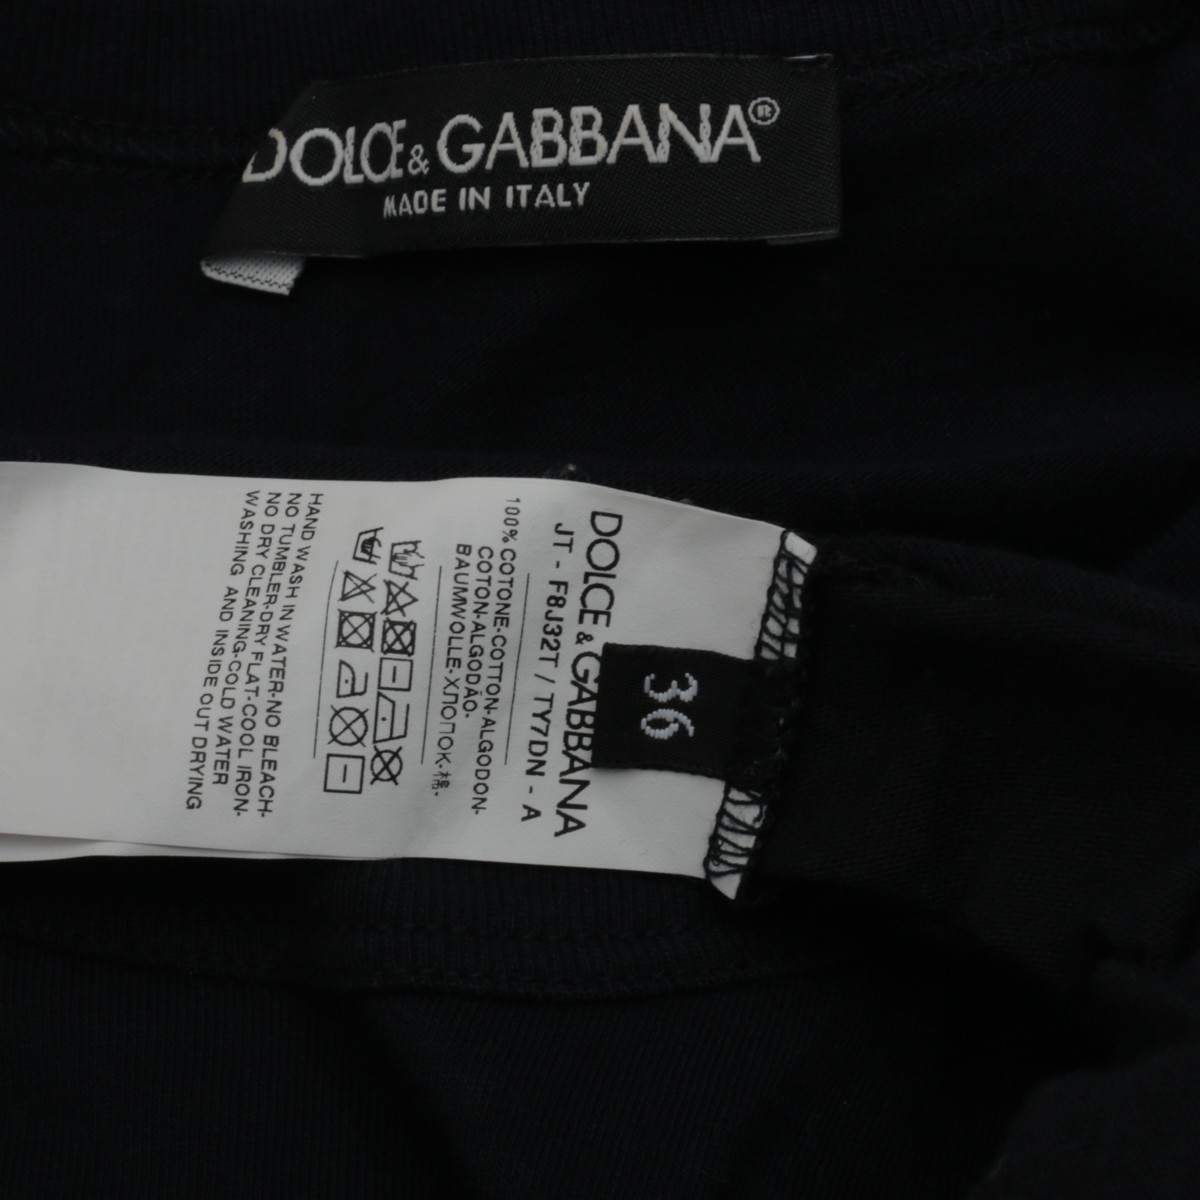 DOLCE & GABBANA®
MADE IN ITALY
DOLCE & GABBANA
JT - F8J32T / TY7DN - A
36
100% COTONE-COTTON-ALGODON-
COTON-ALGODÃO-
BAUMWOLLE-ХЛОПОК-棉-
HAND WASH IN WATER-NO BLEACH-
NO TUMBLER-DRY FLAT-COOL IRON-
NO DRY CLEANING-COLD WATER
WASHING AND INSIDE OUT DRYING